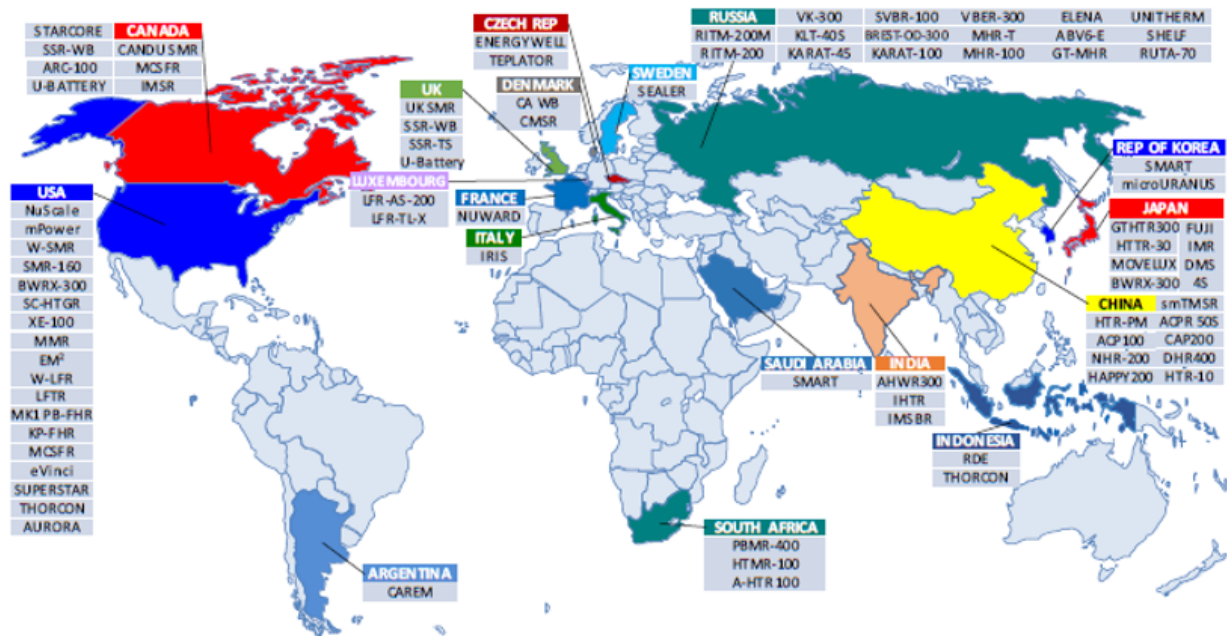 STARCORE CANADA
SSR-WB CANDU SMR
ARC-100 MCSFR
U-BATTERY IMSR
CZECH REP
ENERGYWELL
TEPLATOR
DENMARK
CA WB
CMSR
SWEDEN
SEALER
RUSSIA VK-300 SVBR-100 VBER-300 ELENA UNITHERM
RITM-200M KLT-40S BREST-OD-300 MHR-T ABV6-E SHELF
RITM-200 KARAT-45 KARAT-100 MHR-100 GT-MHR RUTA-70
UK
UK SMR
SSR-WB
SSR-TS
U-Battery
LUXEMBOURG
LFR-AS-200
LFR-TL-X
FRANCE
NUWARD
ITALY
IRIS
REP OF KOREA
SMART
microURANUS
JAPAN
GTHTR300 FUJI
HTTR-30 IMR
MOVELUX DMS
BWRX-300 4S
CHINA smTMSR
HTR-PM ACPR 50S
ACP100 CAP200
NHR-200 DHR400
HAPPY200 HTR-10
USA
NuScale
mPower
W-SMR
SMR-160
BWRX-300
SC-HTGR
XE-100
MMR
EM²
W-LFR
LFTR
MK1 PB-FHR
KP-FHR
MCSFR
eVinci
SUPERSTAR
THORCON
AURORA
SAUDI ARABIA
SMART
INDIA
AHWR300
IHTR
IMSBR
INDONESIA
RDE
THORCON
SOUTH AFRICA
PBMR-400
HTMR-100
A-HTR 100
ARGENTINA
CAREM